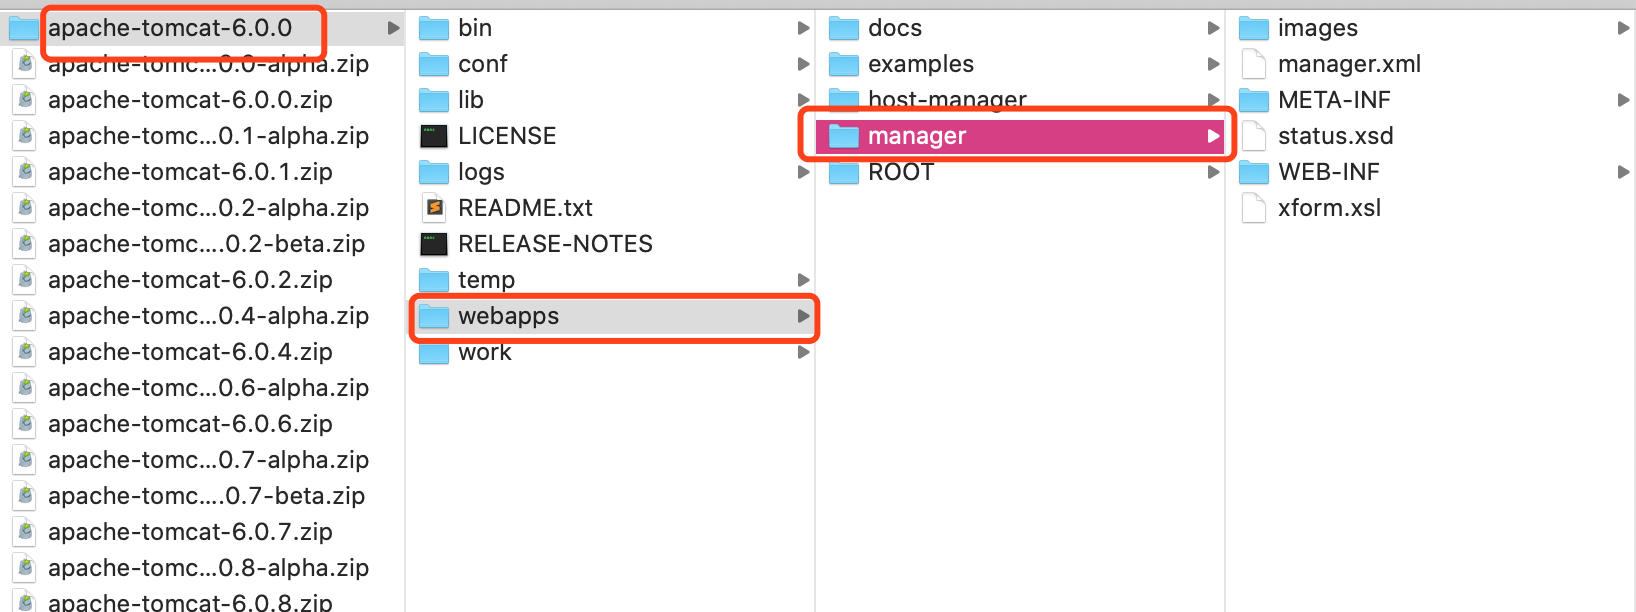 apache-tomcat-6.0.0
apache-tomc...0.0-alpha.zip
apache-tomcat-6.0.0.zip
apache-tomc...0.1-alpha.zip
apache-tomcat-6.0.1.zip
apache-tomc...0.2-alpha.zip
apache-tomc....0.2-beta.zip
apache-tomcat-6.0.2.zip
apache-tomc...0.4-alpha.zip
apache-tomcat-6.0.4.zip
apache-tomc...0.6-alpha.zip
apache-tomcat-6.0.6.zip
apache-tomc...0.7-alpha.zip
apache-tomc....0.7-beta.zip
apache-tomcat-6.0.7.zip
apache-tomc...0.8-alpha.zip
apache-tomcat-6.0.8.zip
bin
conf
lib
LICENSE
logs
README.txt
RELEASE-NOTES
temp
webapps
work
docs
examples
host-manager
manager
ROOT
images
manager.xml
META-INF
status.xsd
WEB-INF
xform.xsl